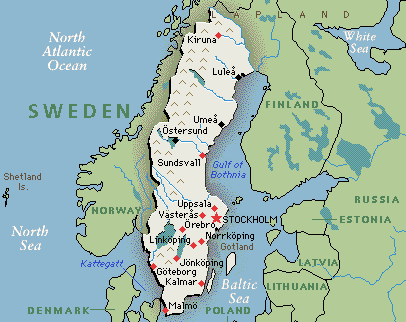 North
Atlantic
Ocean
Kiruna
White
Sea
Luleå
SWEDEN
FINLAND
Umeå
Östersund
Sundsvall
Gulf of
Bothnia
Shetland
Is.
RUSSIA
Uppsala
NORWAY
Västerås
STOCKHOLM
ESTONIA
Örebro
North
Sea
Linköping
Norrköping
Gotland
Kattegatt
Jönköping
LATVIA
Göteborg
Kalmar
Baltic
Sea
LITHUANIA
DENMARK
Malmö
POLAND